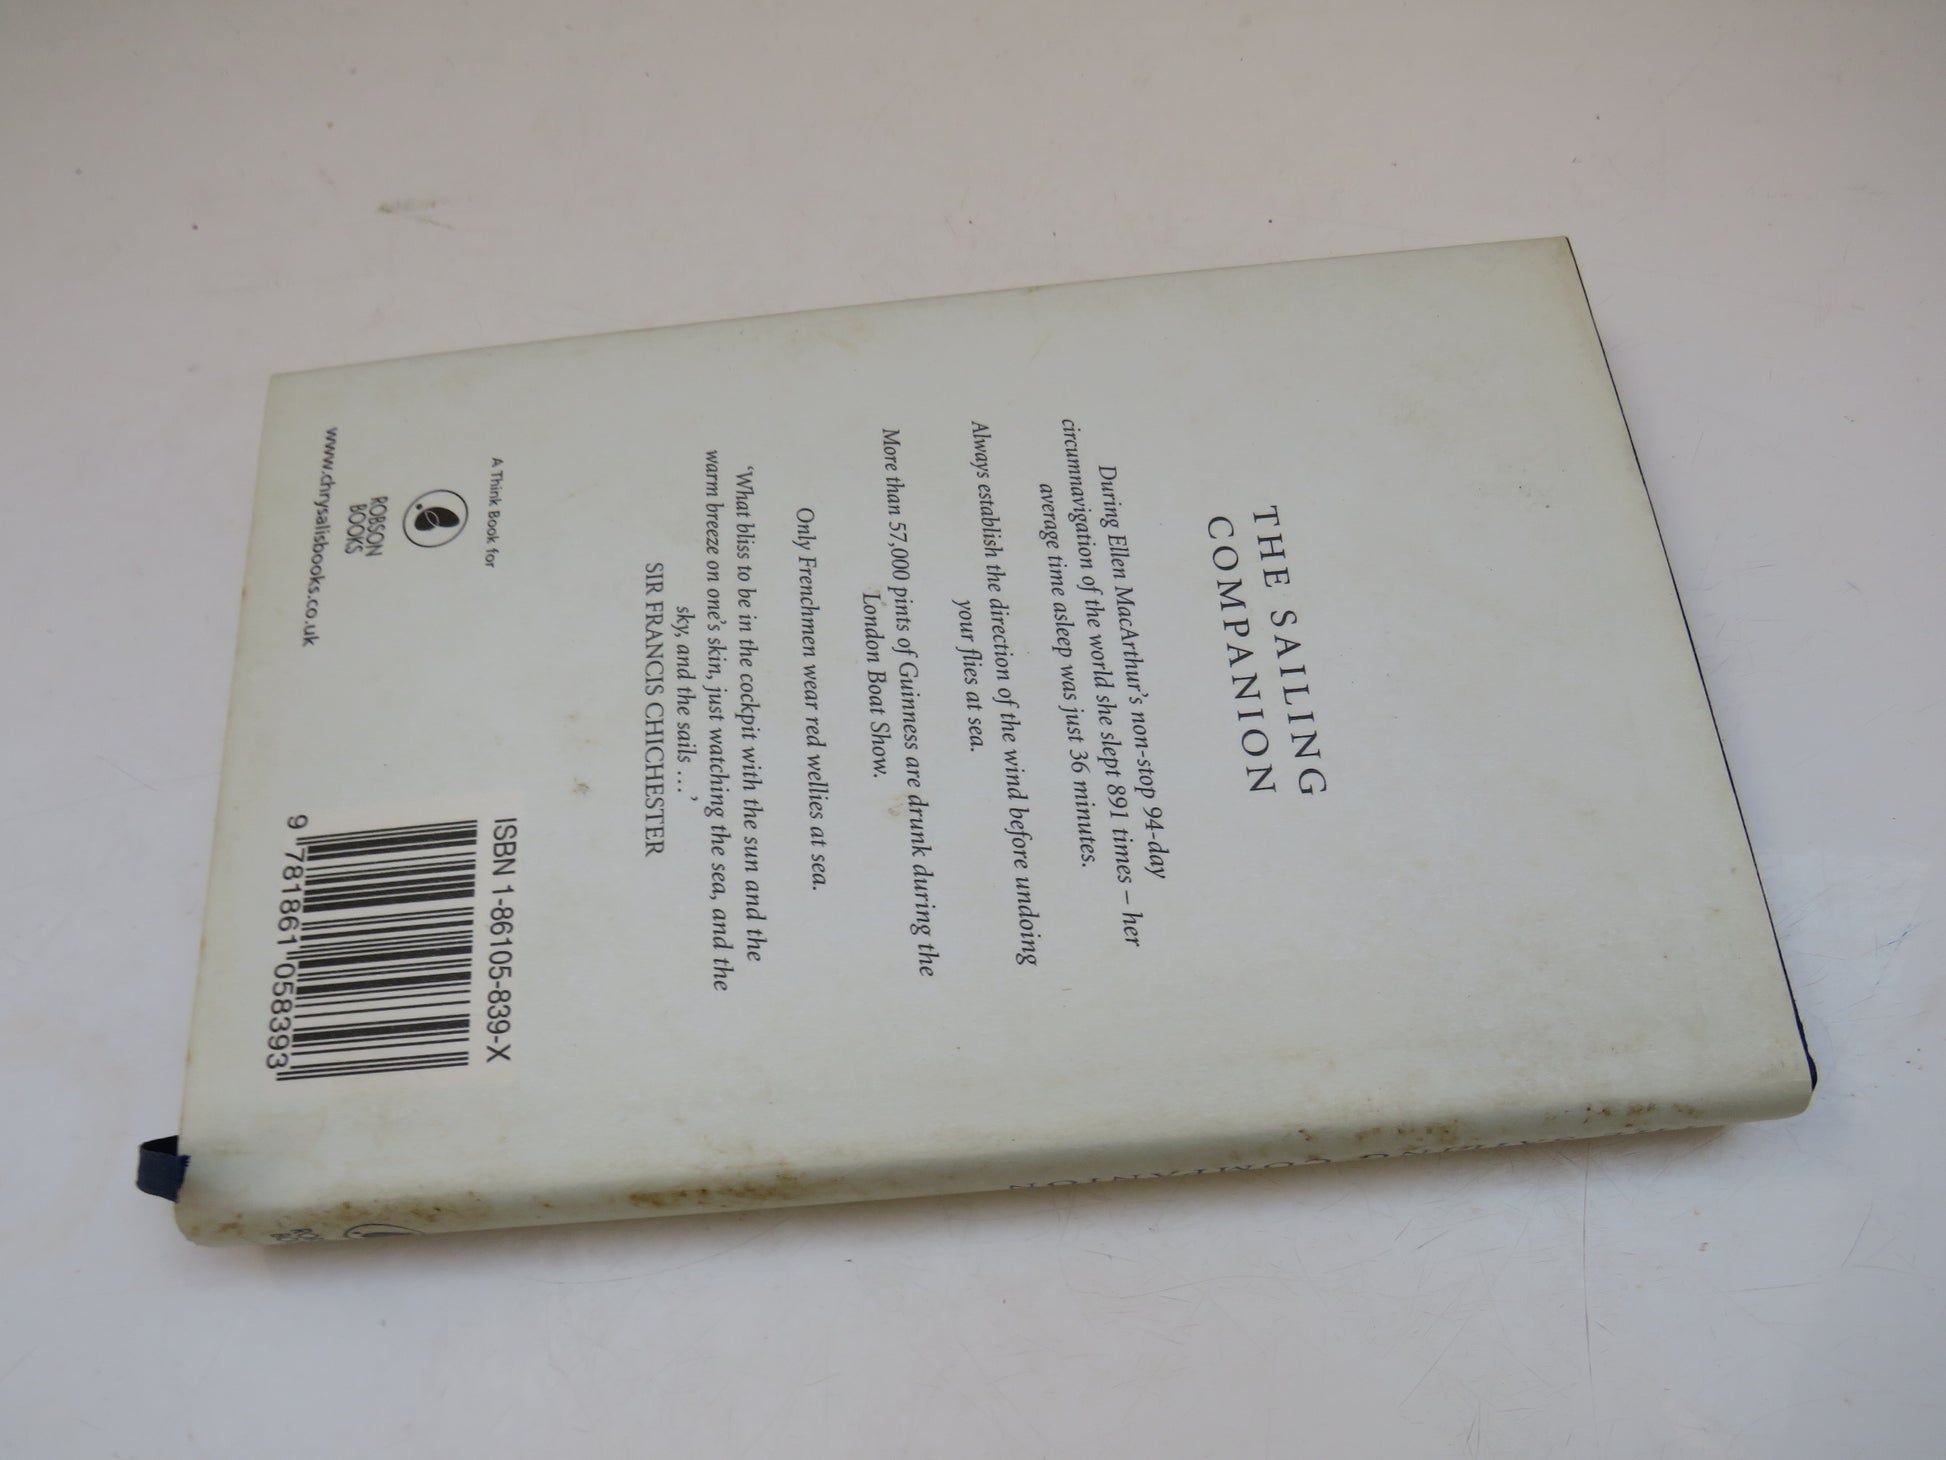 THE SAILING
COMPANION
During Ellen MacArthur's non-stop 94-day
circumnavigation of the world she slept 891 times – her
average time asleep was just 36 minutes.
Always establish the direction of the wind before undoing
your flies at sea.
More than 57,000 pints of Guinness are drunk during the
London Boat Show.
Only Frenchmen wear red wellies at sea.
'What bliss to be in the cockpit with the sun and the
warm breeze on one's skin, just watching the sea, and the
sky, and the sails …'
SIR FRANCIS CHICHESTER
A Think Book for
ROBSON
BOOKS
www.chrysalisbooks.co.uk
ISBN 1-86105-839-X
9 781861 058393
COMPANION